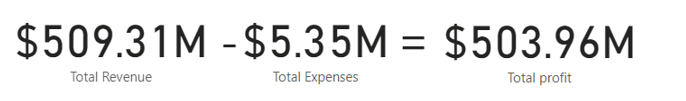 $509.31M -$5.35M = $503.96M
Total Revenue Total Expenses Total profit